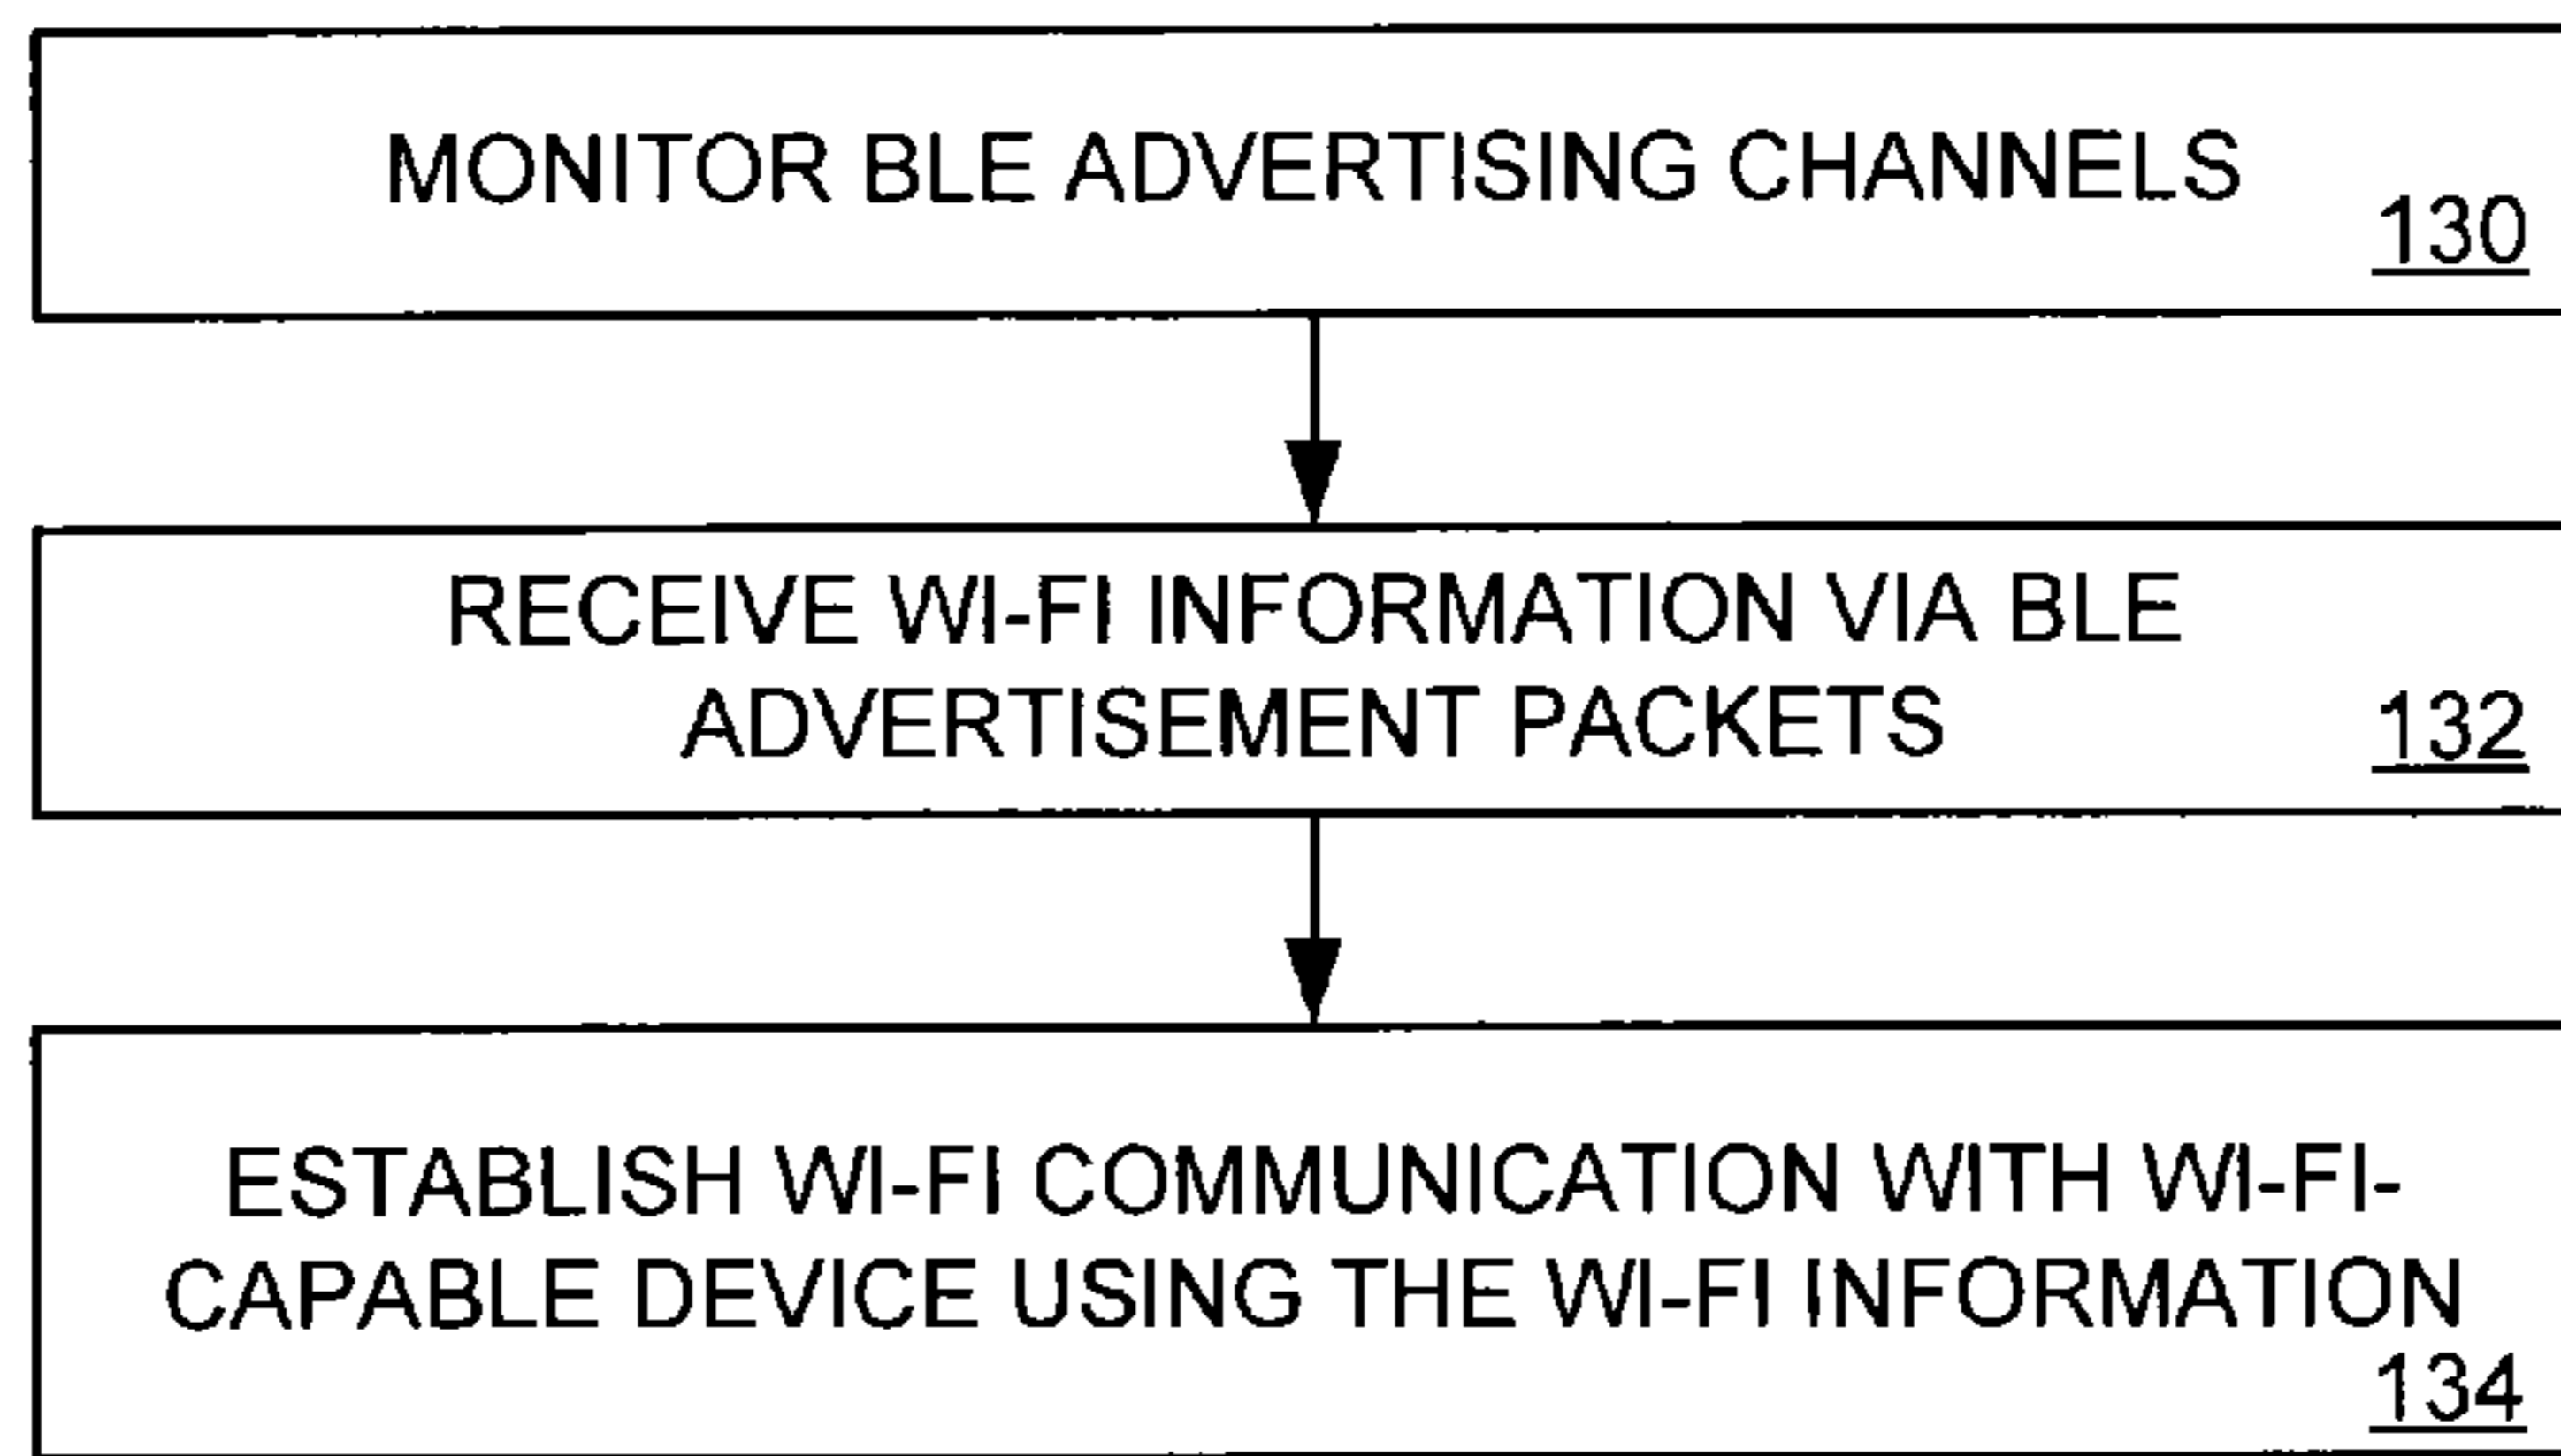 MONITOR BLE ADVERTISING CHANNELS
130
RECEIVE WI-FI INFORMATION VIA BLE
ADVERTISEMENT PACKETS
132
ESTABLISH WI-FI COMMUNICATION WITH WI-FI-
CAPABLE DEVICE USING THE WI-FI INFORMATION
134